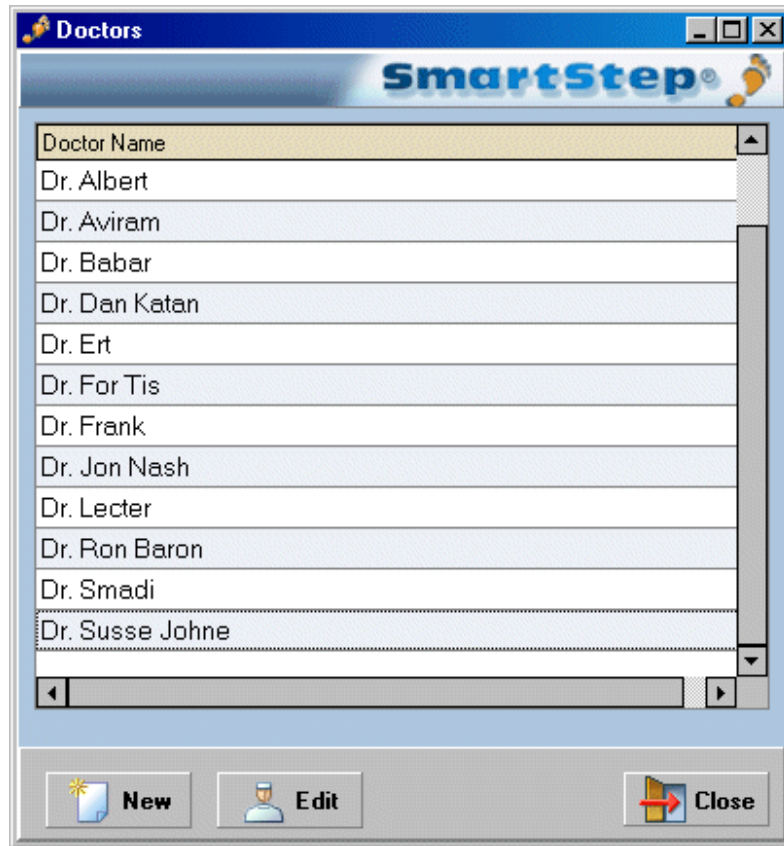 Doctors
SmartStep®
Doctor Name
Dr. Albert
Dr. Aviram
Dr. Babar
Dr. Dan Katan
Dr. Ert
Dr. For Tis
Dr. Frank
Dr. Jon Nash
Dr. Lecter
Dr. Ron Baron
Dr. Smadi
Dr. Susse Johne
New Edit Close